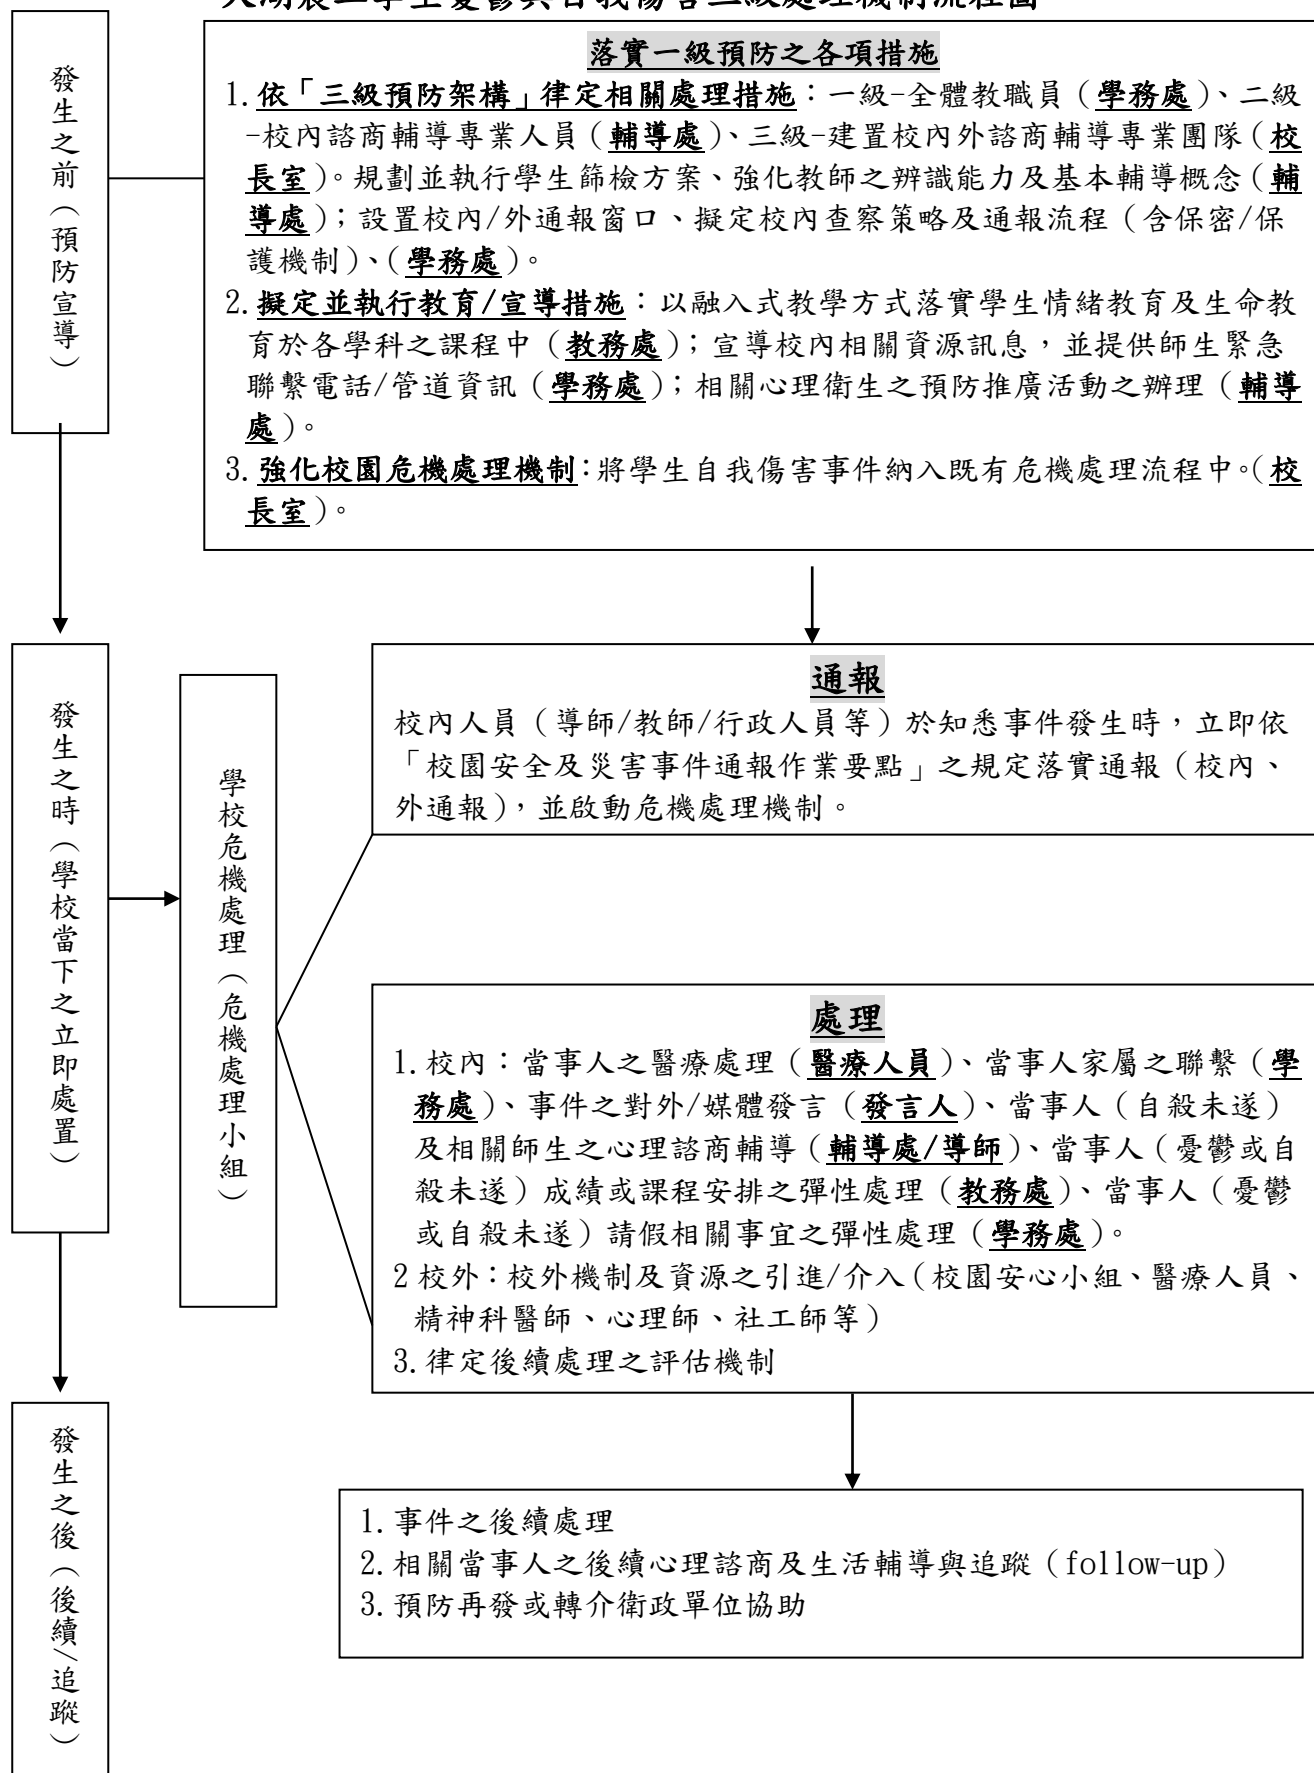 發生之前（預防宣導）
落實一級預防之各項措施
1.依「三級預防架構」律定相關處理措施：一級-全體教職員（學務處）、二級
-校內諮商輔導專業人員（輔導處）、三級-建置校內外諮商輔導專業團隊（校
長室）。規劃並執行學生篩檢方案、強化教師之辨識能力及基本輔導概念（輔
導處）；設置校內/外通報窗口、擬定校內查察策略及通報流程（含保密/保
護機制）、（學務處）。
2.擬定並執行教育/宣導措施：以融入式教學方式落實學生情緒教育及生命教
育於各學科之課程中（教務處）；宣導校內相關資源訊息，並提供師生緊急
聯繫電話/管道資訊（學務處）；相關心理衛生之預防推廣活動之辦理（輔導
處）。
3.強化校園危機處理機制：將學生自我傷害事件納入既有危機處理流程中。（校
長室）。
發生之時（學校當下之立即處置）
學校危機處理（危機處理小組）
通報
校內人員（導師/教師/行政人員等）於知悉事件發生時，立即依
「校園安全及災害事件通報作業要點」之規定落實通報（校內、
外通報），並啟動危機處理機制。
處理
1.校內：當事人之醫療處理（醫療人員）、當事人家屬之聯繫（學
務處）、事件之對外/媒體發言（發言人）、當事人（自殺未遂）
及相關師生之心理諮商輔導（輔導處/導師）、當事人（憂鬱或自
殺未遂）成績或課程安排之彈性處理（教務處）、當事人（憂鬱
或自殺未遂）請假相關事宜之彈性處理（學務處）。
2校外：校外機制及資源之引進/介入（校園安心小組、醫療人員、
精神科醫師、心理師、社工師等）
3.律定後續處理之評估機制
發生之後（後續/追蹤）
1.事件之後續處理
2.相關當事人之後續心理諮商及生活輔導與追蹤（follow-up）
3.預防再發或轉介衛政單位協助